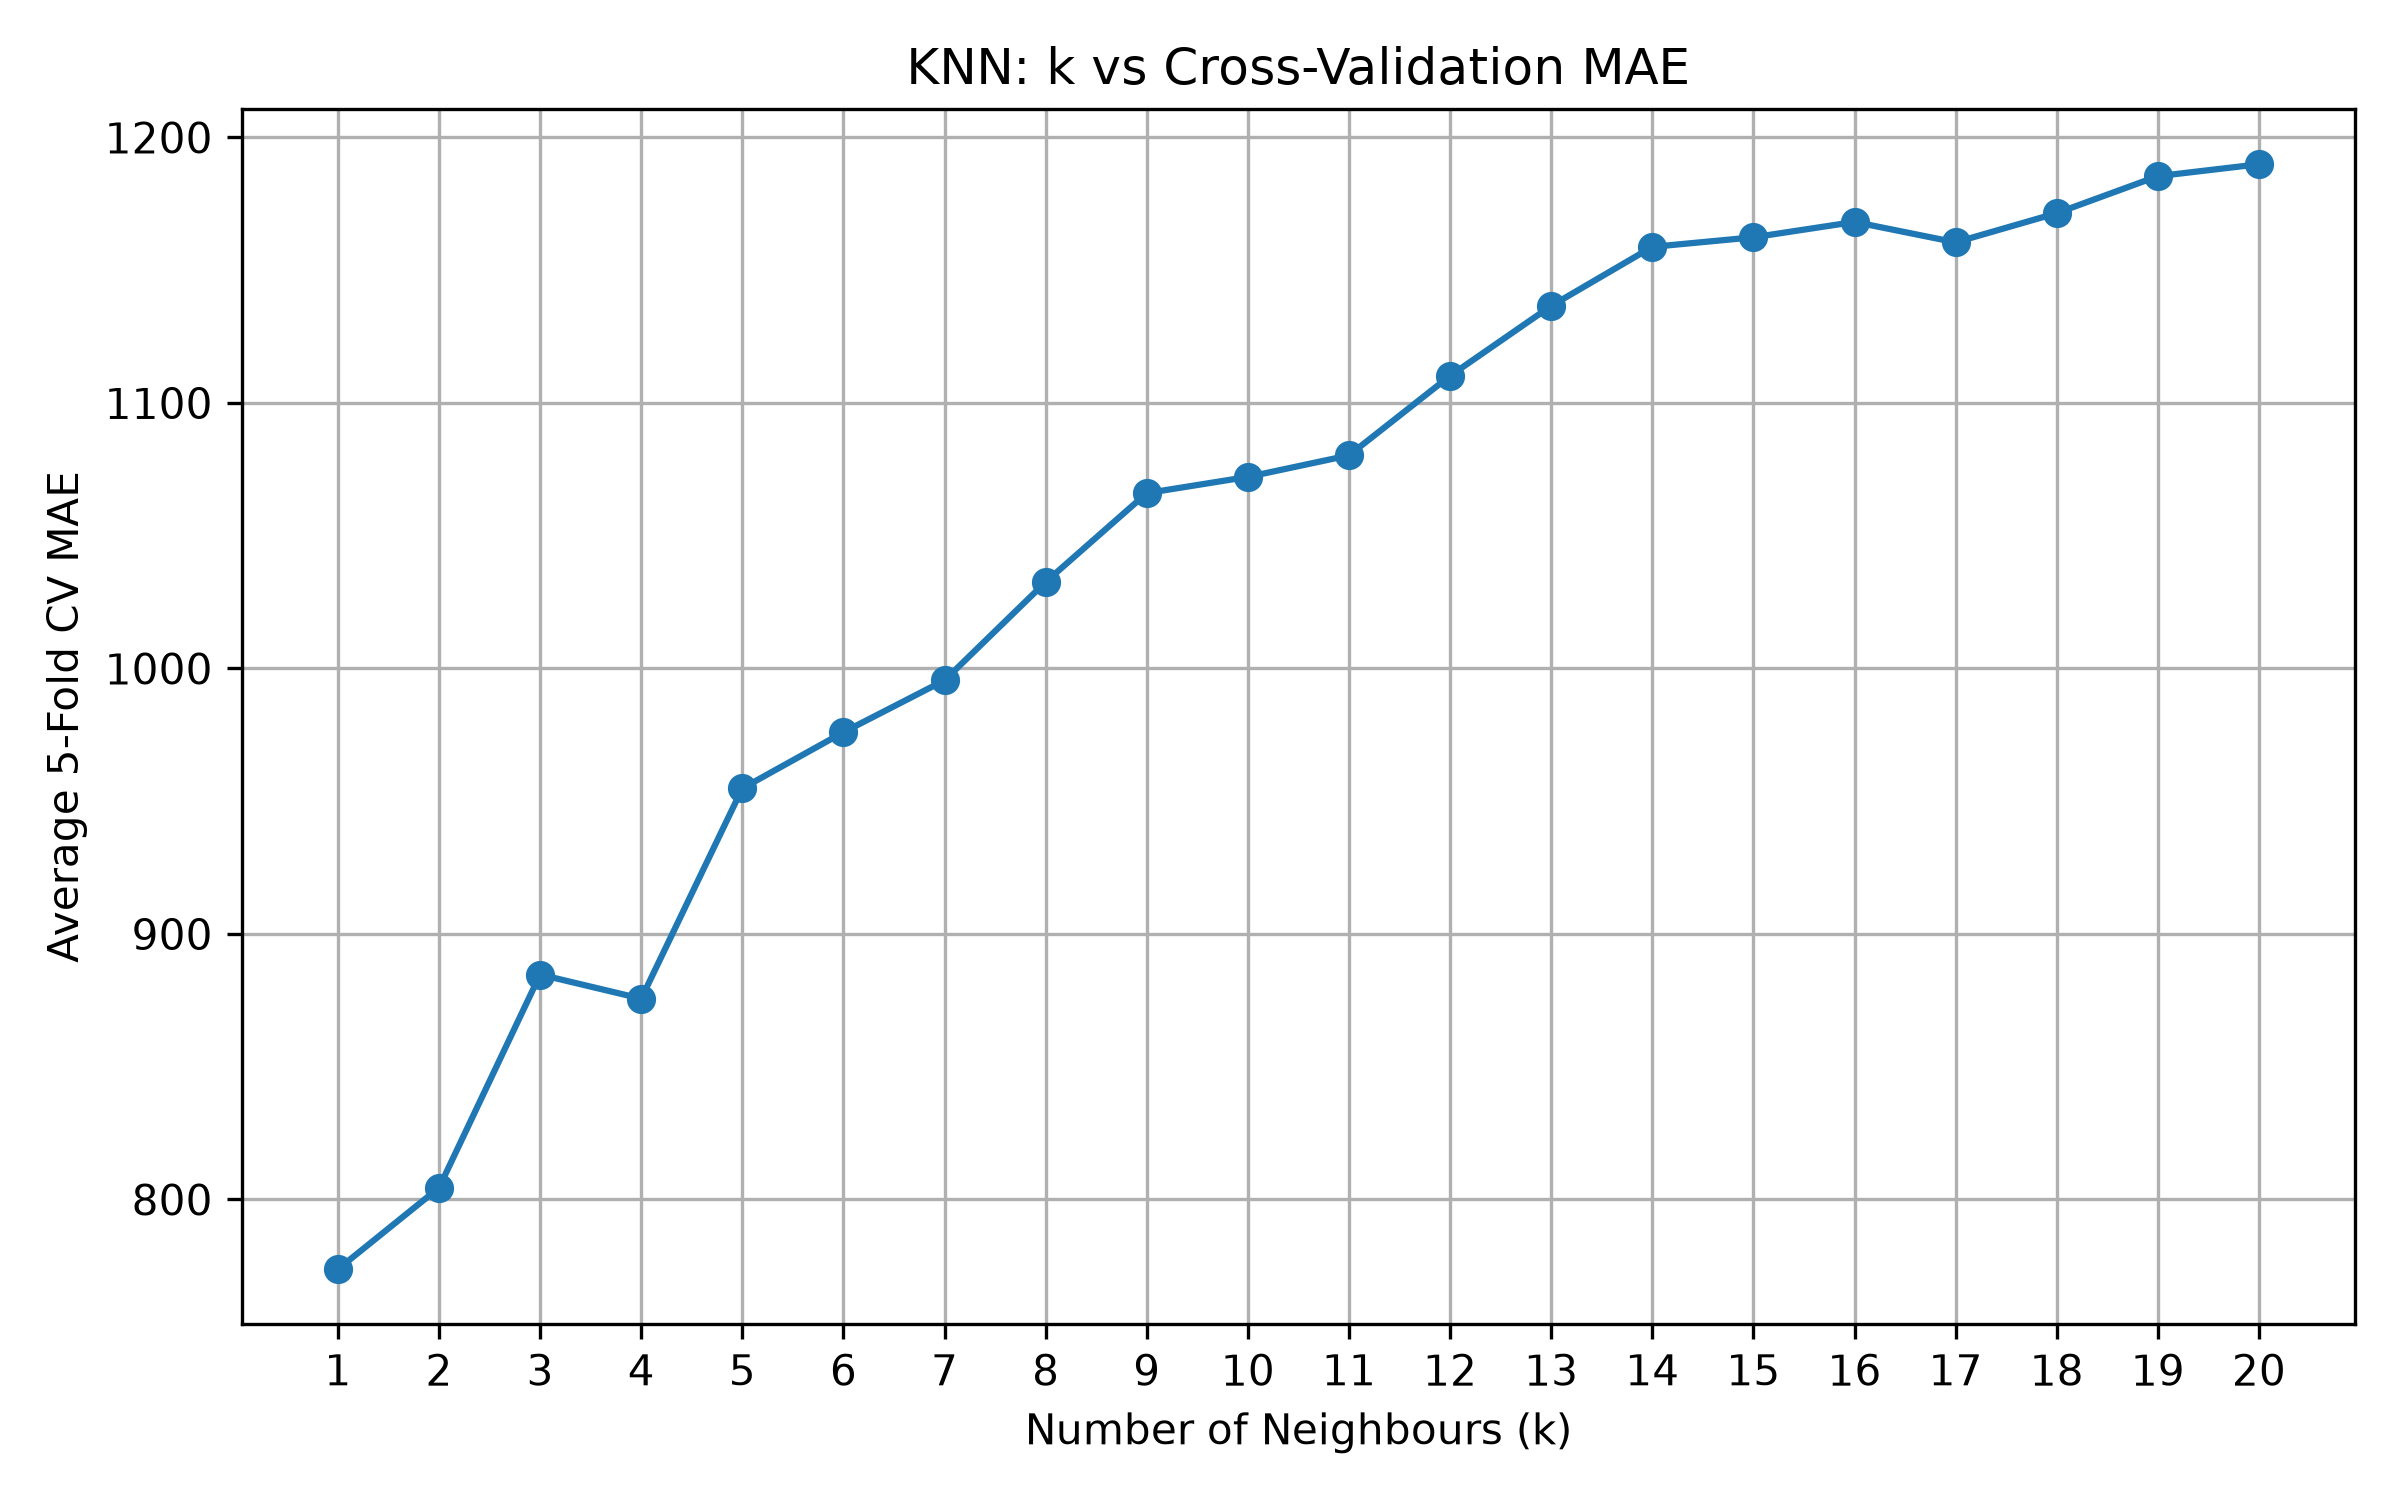 KNN: k vs Cross-Validation MAE
Average 5-Fold CV MAE
1200
1100
1000
900
800
1 2 3 4 5 6 7 8 9 10 11 12 13 14 15 16 17 18 19 20
Number of Neighbours (k)